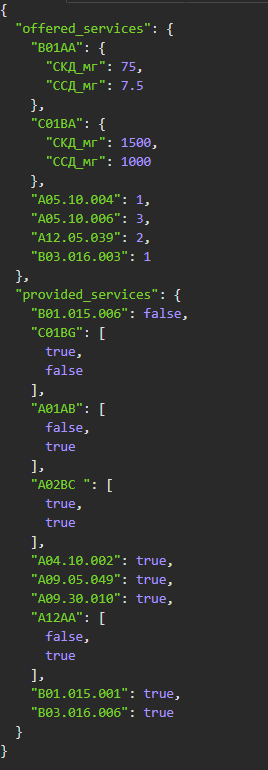 {
  "offered_services": {
    "B01AA": {
      "СКД_мг": 75,
      "ССД_мг": 7.5
    },
    "C01BA": {
      "СКД_мг": 1500,
      "ССД_мг": 1000
    },
    "A05.10.004": 1,
    "A05.10.006": 3,
    "A12.05.039": 2,
    "B03.016.003": 1
  },
  "provided_services": {
    "B01.015.006": false,
    "C01BG": [
      true,
      false
    ],
    "A01AB": [
      false,
      true
    ],
    "A02BC ": [
      true,
      true
    ],
    "A04.10.002": true,
    "A09.05.049": true,
    "A09.30.010": true,
    "A12AA": [
      false,
      true
    ],
    "B01.015.001": true,
    "B03.016.006": true
  }
}